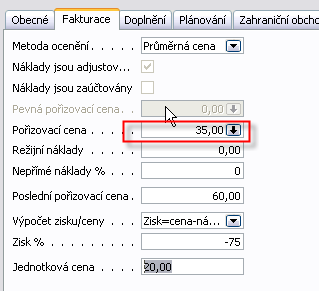 Obecné Fakturace Doplnění Plánování Zahraniční obcho
Metoda ocenění . . . . Průměrná cena
Náklady jsou adjustov...
Náklady jsou zaúčtovány
Pevná pořizovací cena . 0,00
Pořizovací cena . . . . . 35,00
Režijní náklady . . . . . 0,00
Nepřímé náklady % . . . 0
Poslední pořizovací cena . 60,00
Výpočet zisku/ceny . . . Zisk=cena-ná...
Zisk % . . . . . . . . . -75
Jednotková cena . . . . 20,00